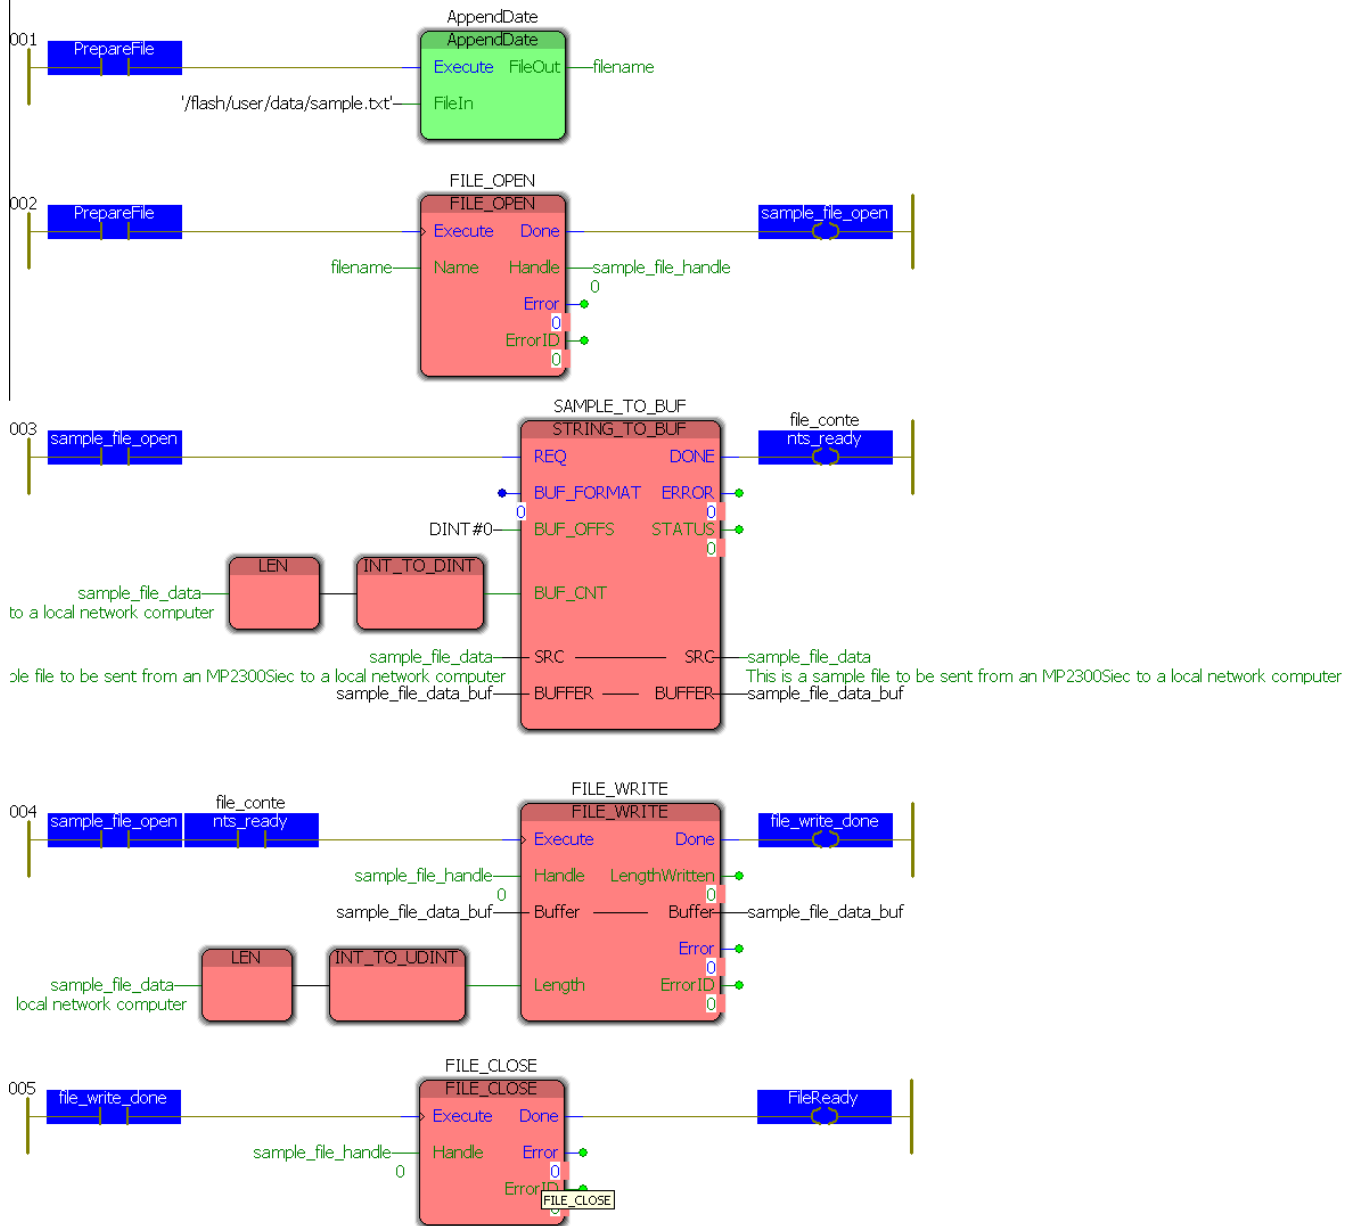 AppendDate
001
PrepareFile
AppendDate
Execute FileOut filename
'/flash/user/data/sample.txt' FileIn
FILE_OPEN
002
PrepareFile
FILE_OPEN
sample_file_open
Execute Done
filename Name Handle sample_file_handle
0
Error
0
ErrorID
0
SAMPLE_TO_BUF
003
sample_file_open
STRING_TO_BUF
file_conte
nts_ready
REQ DONE
BUF_FORMAT ERROR
0 0
DINT#0 BUF_OFFS STATUS
0
LEN INT_TO_DINT
sample_file_data BUF_CNT
to a local network computer
sample_file_data SRC SRC sample_file_data
ple file to be sent from an MP2300Siec to a local network computer This is a sample file to be sent from an MP2300Siec to a local network computer
sample_file_data_buf BUFFER BUFFER sample_file_data_buf
FILE_WRITE
004
sample_file_open
file_conte
nts_ready
FILE_WRITE
file_write_done
Execute Done
sample_file_handle Handle LengthWritten
0 0
sample_file_data_buf Buffer Buffer sample_file_data_buf
Error
0
LEN INT_TO_UDINT
sample_file_data Length ErrorID
local network computer 0
FILE_CLOSE
005
file_write_done
FILE_CLOSE
FileReady
Execute Done
sample_file_handle Handle Error
0 0
ErrorID
FILE_CLOSE